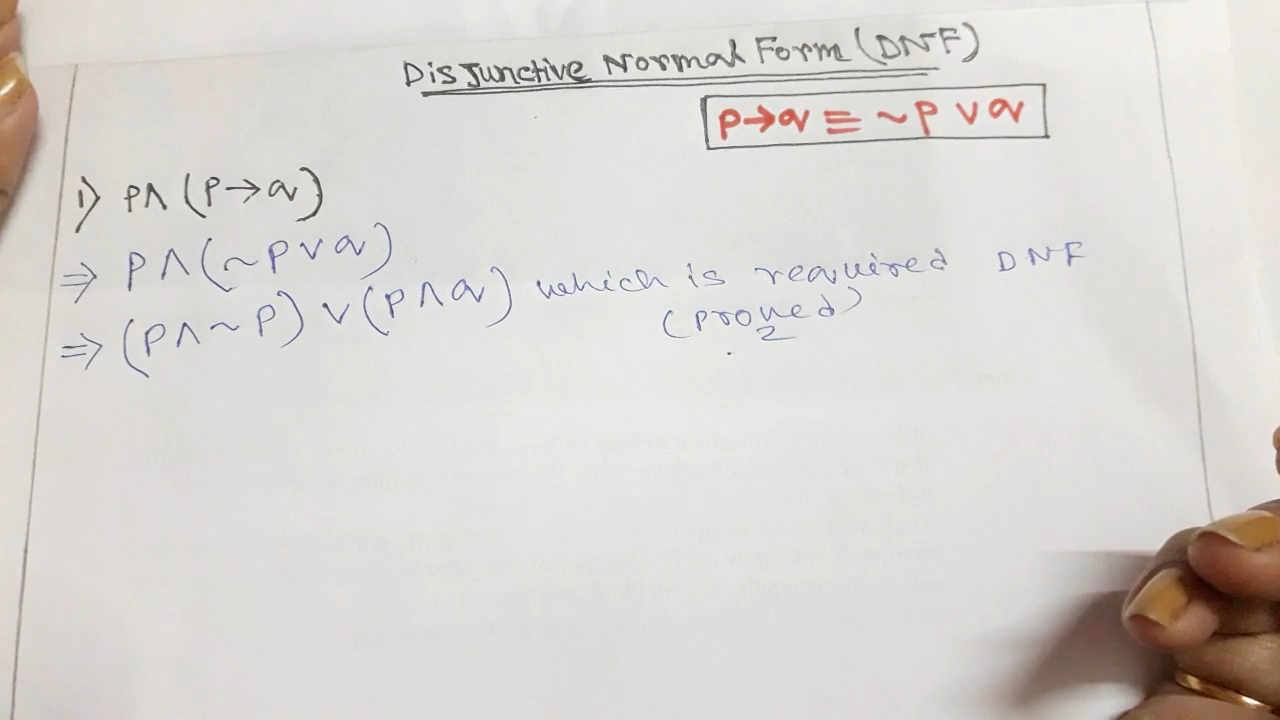 Disjunctive Normal Form (DNF)
p→q ≡ ~p ∨ q
1) p∧(p→q)
⇒ p∧(~p∨q)
⇒ (p∧~p)∨(p∧q) which is required DNF
(proved)